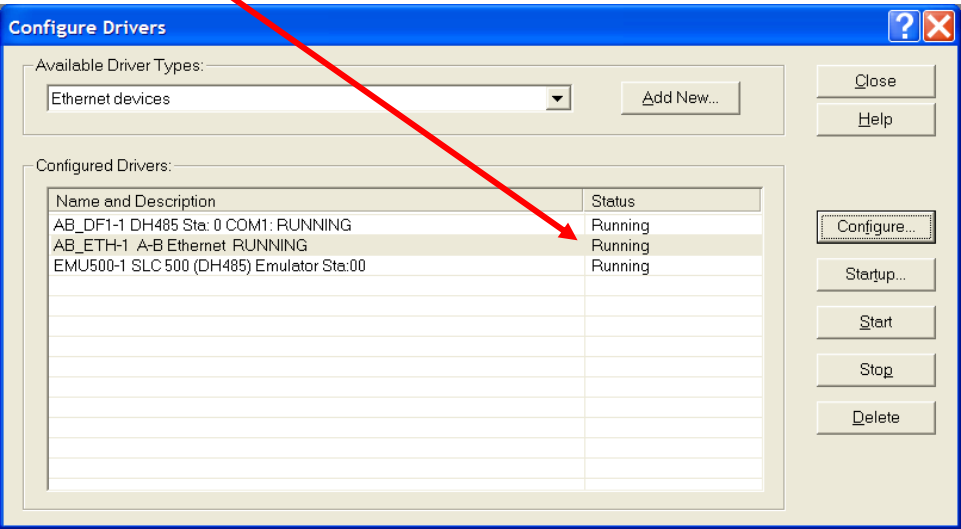 Configure Drivers
Available Driver Types:
Ethernet devices
Add New...
Close
Help
Configured Drivers:
Name and Description Status
AB_DF1-1 DH485 Sta: 0 COM1: RUNNING Running
AB_ETH-1 A-B Ethernet RUNNING Running
EMU500-1 SLC 500 (DH485) Emulator Sta:00 Running
Configure...
Startup...
Start
Stop
Delete